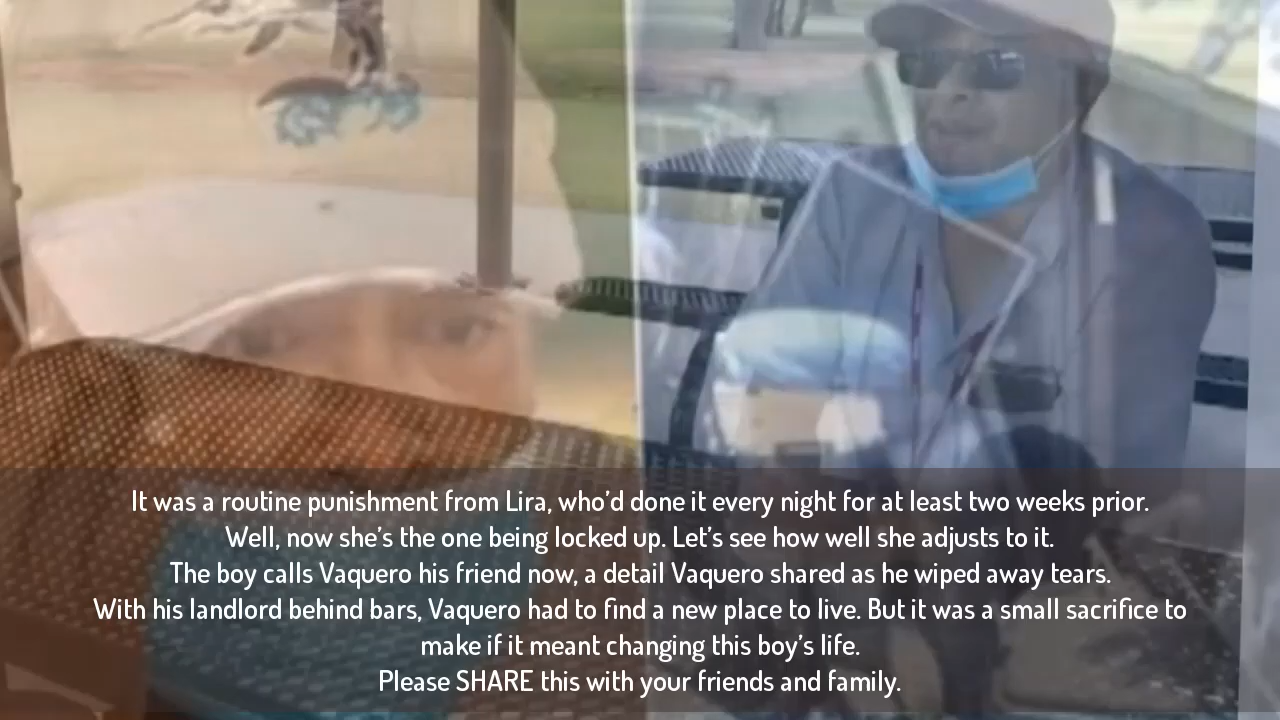 It was a routine punishment from Lira, who'd done it every night for at least two weeks prior.
Well, now she's the one being locked up. Let's see how well she adjusts to it.
The boy calls Vaquero his friend now, a detail Vaquero shared as he wiped away tears.
With his landlord behind bars, Vaquero had to find a new place to live. But it was a small sacrifice to
make if it meant changing this boy's life.
Please SHARE this with your friends and family.